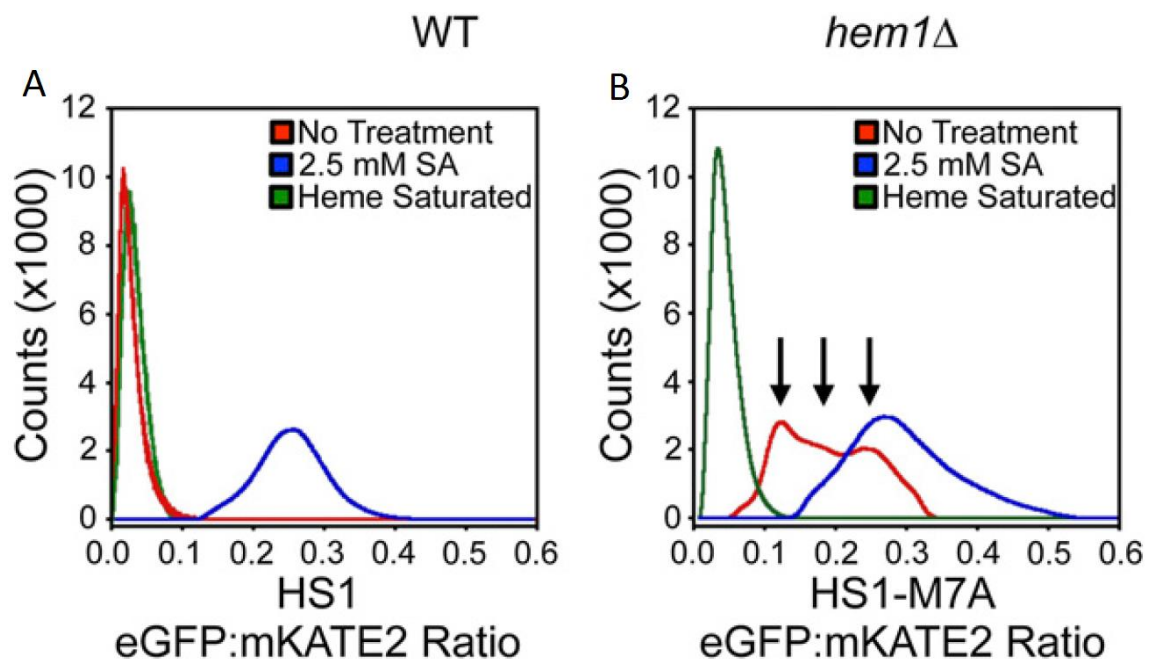 WT
hem1Δ
A
B
12
10
8
6
4
2
0
Counts (x1000)
No Treatment
2.5 mM SA
Heme Saturated
0.0 0.1 0.2 0.3 0.4 0.5 0.6
HS1
eGFP:mKATE2 Ratio
12
10
8
6
4
2
0
Counts (x1000)
No Treatment
2.5 mM SA
Heme Saturated
0.0 0.1 0.2 0.3 0.4 0.5 0.6
HS1-M7A
eGFP:mKATE2 Ratio